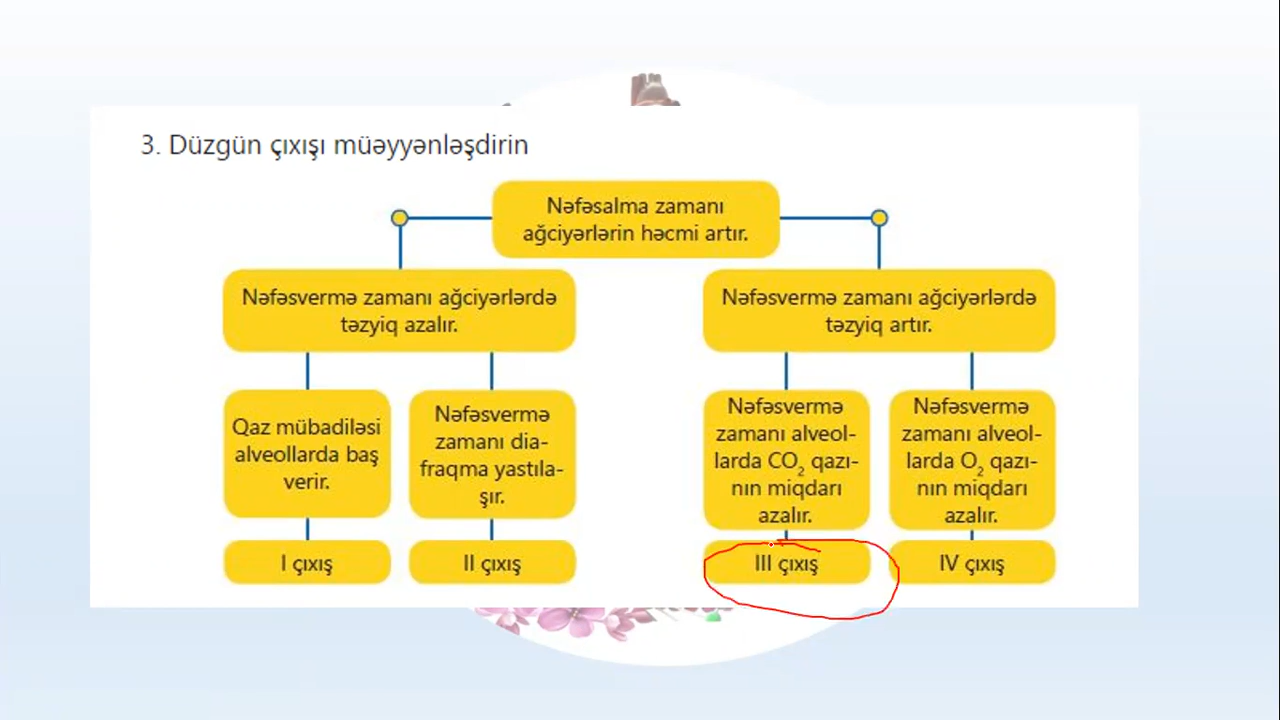 3. Düzgün çıxışı müəyyənləşdirin
Nəfəsalma zamanı
ağciyərlərin həcmi artır.
Nəfəsvermə zamanı ağciyərlərdə
təzyiq azalır.
Nəfəsvermə zamanı ağciyərlərdə
təzyiq artır.
Qaz mübadiləsi
alveollarda baş
verir.
Nəfəsvermə
zamanı dia-
fraqma yastıla-
şır.
Nəfəsvermə
zamanı alveol-
larda CO₂ qazı-
nın miqdarı
azalır.
Nəfəsvermə
zamanı alveol-
larda O₂ qazı-
nın miqdarı
azalır.
I çıxış
II çıxış
III çıxış
IV çıxış